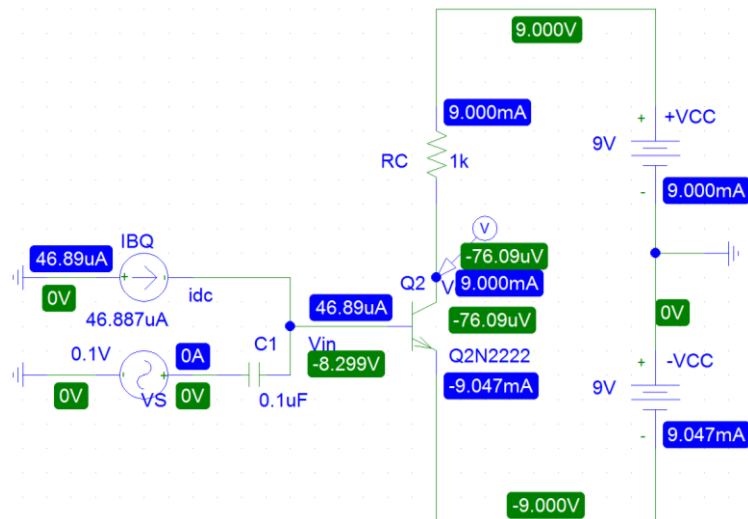 9.000V
9.000mA
+
+VCC
RC
1k
9V
-
9.000mA
V
46.89uA
IBQ
-76.09uV
+
-
Q2
V
9.000mA
0V
idc
46.89uA
-76.09uV
0V
46.887uA
0.1V
0A
C1
Vin
-8.299V
Q2N2222
+
-VCC
-
+
0V
VS
0V
0.1uF
-9.047mA
9V
-
9.047mA
-9.000V